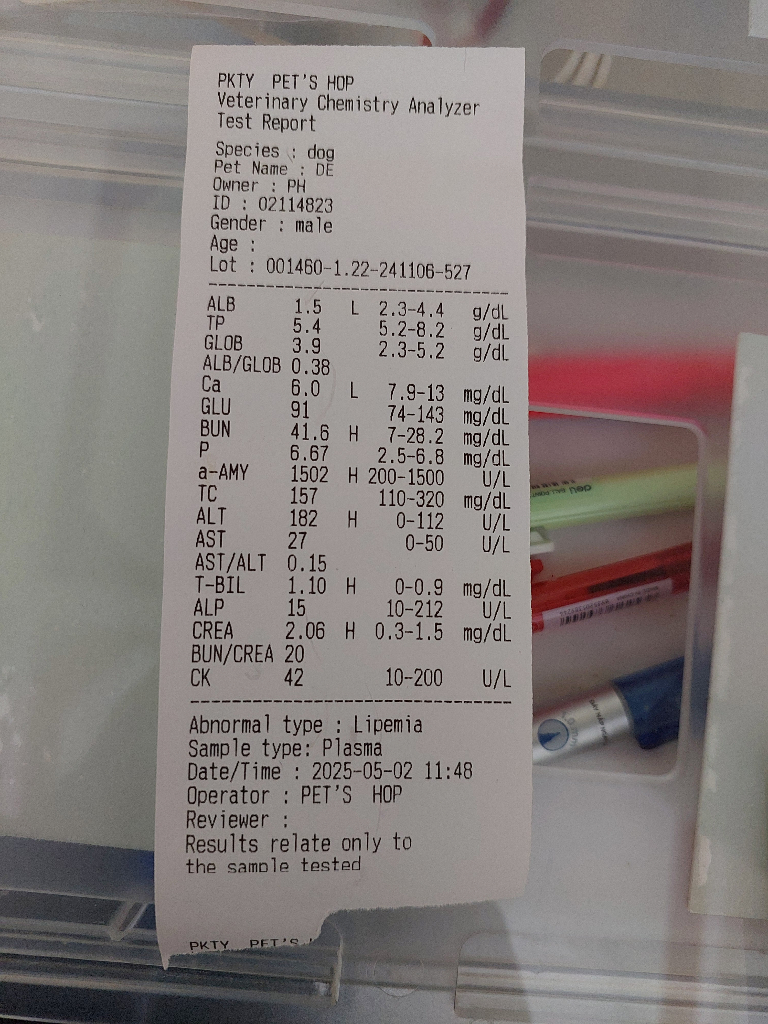 PKTY PET'S HOP
Veterinary Chemistry Analyzer
Test Report
Species : dog
Pet Name : DE
Owner : PH
ID : 02114823
Gender : male
Age :
Lot : 001460-1.22-241106-527
ALB 1.5 L 2.3-4.4 g/dL
TP 5.4 5.2-8.2 g/dL
GLOB 3.9 2.3-5.2 g/dL
ALB/GLOB 0.38
Ca 6.0 L 7.9-13 mg/dL
GLU 91 74-143 mg/dL
BUN 41.6 H 7-28.2 mg/dL
P 6.67 2.5-6.8 mg/dL
a-AMY 1502 H 200-1500 U/L
TC 157 110-320 mg/dL
ALT 182 H 0-112 U/L
AST 27 0-50 U/L
AST/ALT 0.15
T-BIL 1.10 H 0-0.9 mg/dL
ALP 15 10-212 U/L
CREA 2.06 H 0.3-1.5 mg/dL
BUN/CREA 20
CK 42 10-200 U/L
Abnormal type : Lipemia
Sample type: Plasma
Date/Time : 2025-05-02 11:48
Operator : PET'S HOP
Reviewer :
Results relate only to
the sample tested
PKTY PET'S
deli